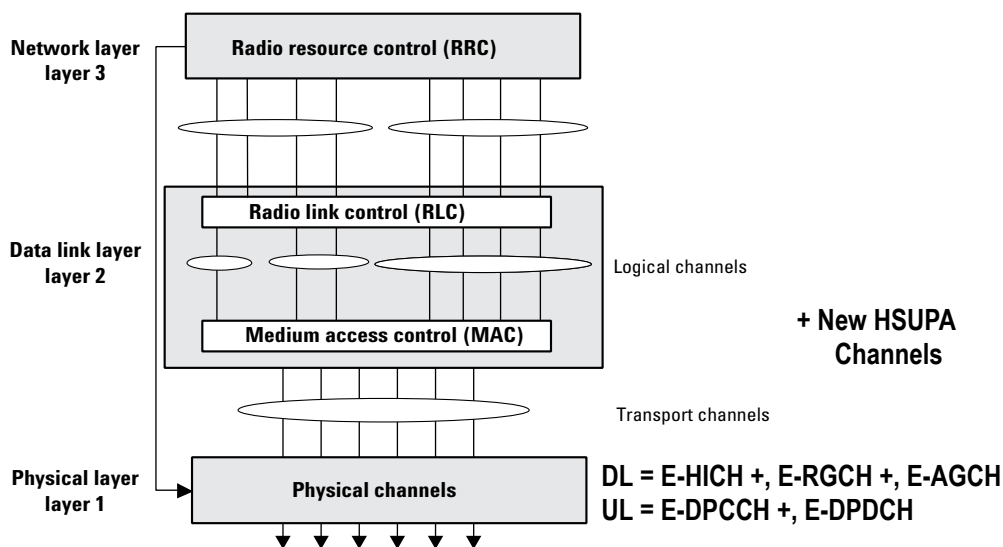 Network layer
layer 3
Radio resource control (RRC)
Radio link control (RLC)
Data link layer
layer 2
Logical channels
Medium access control (MAC)
+ New HSUPA
Channels
Transport channels
Physical layer
layer 1
Physical channels
DL = E-HICH +, E-RGCH +, E-AGCH
UL = E-DPCCH +, E-DPDCH